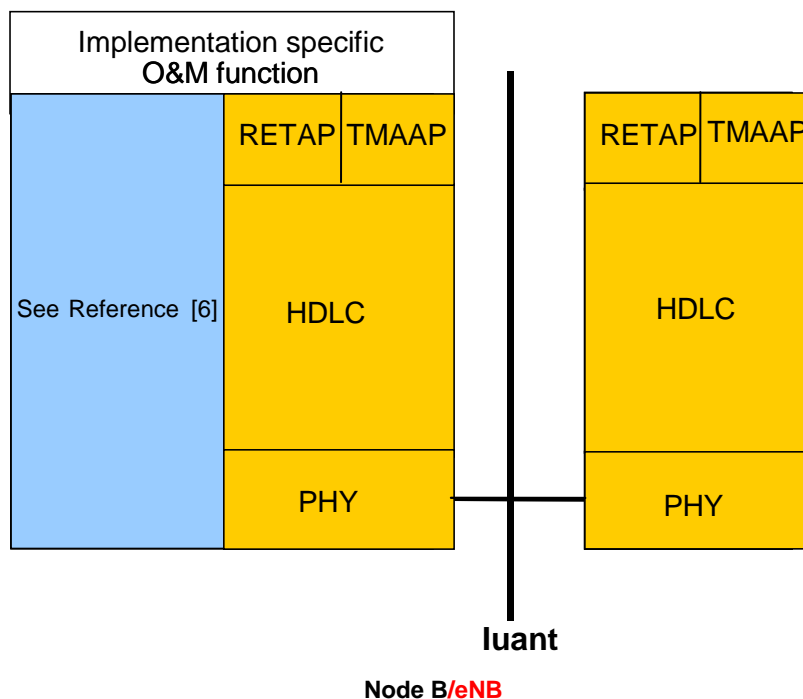 Implementation specific
O&M function
RETAP
TMAAP
RETAP
TMAAP
See Reference [6]
HDLC
HDLC
PHY
PHY
Iuant
Node B/eNB